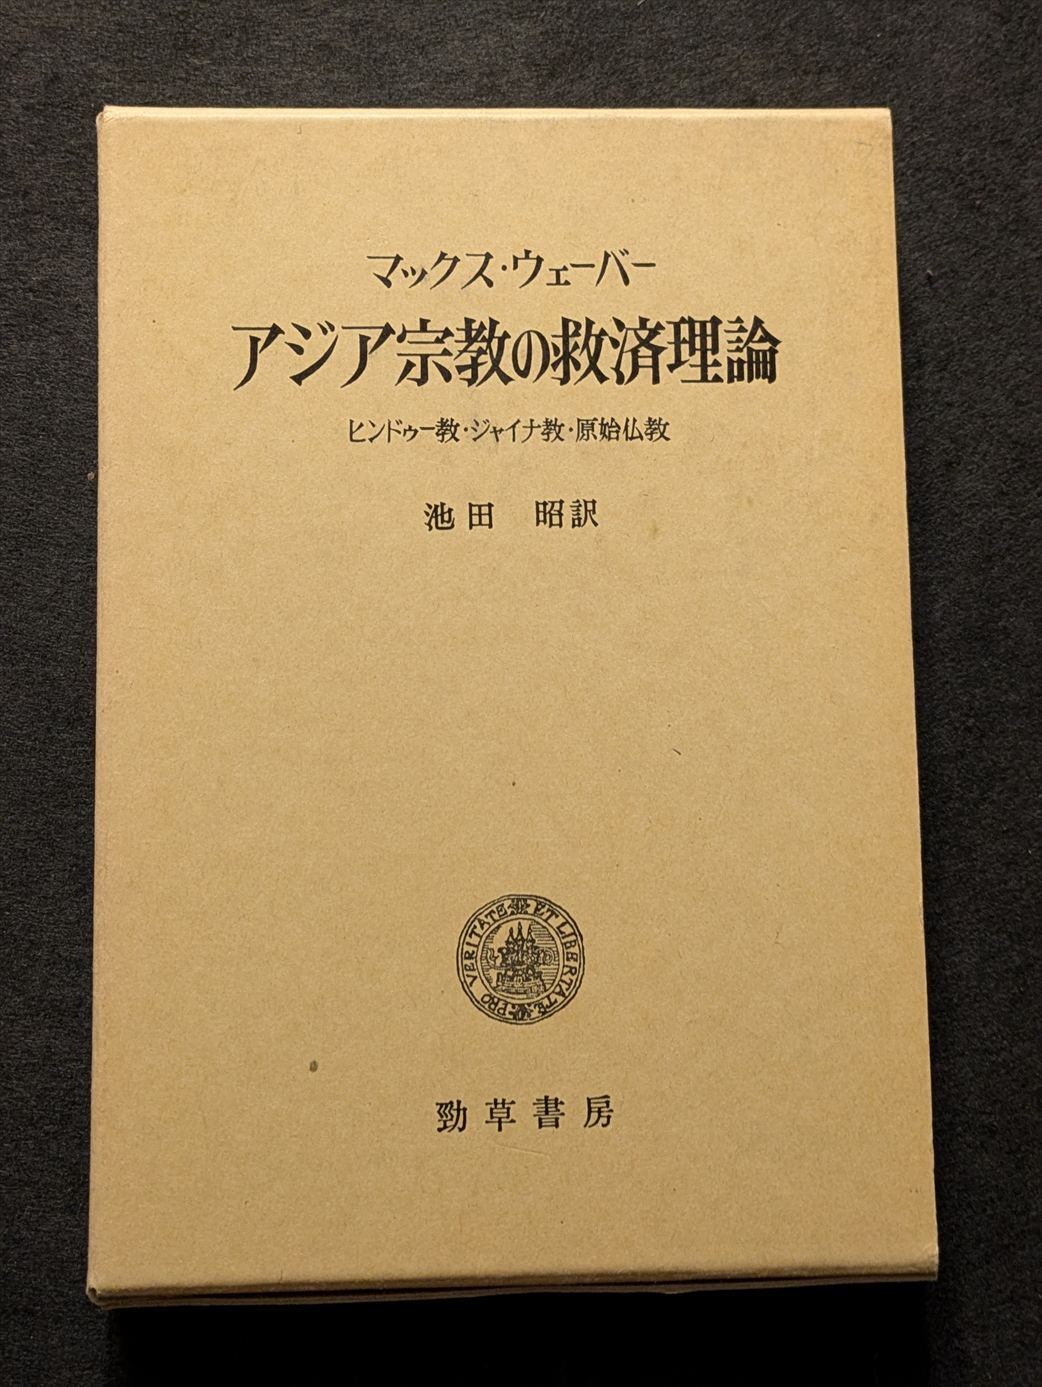 マックス・ウェーバー
アジア宗教の救済理論
ヒンドゥー教・ジャイナ教・原始仏教
池田 昭訳
PRO VERITATE ET LIBERTATE
勁草書房